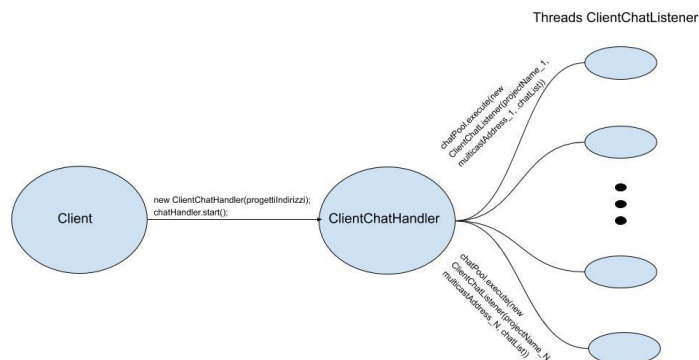 Threads ClientChatListener
chatPool.execute(new
ClientChatListener(projectName_1,
multicastAddress_1, .chatList))
Client
new ClientChatHandler(progettiIndirizzi);
chatHandler.start();
ClientChatHandler
chatPool.execute(new
ClientChatListener(projectName_N,
multicastAddress_N, chatList))